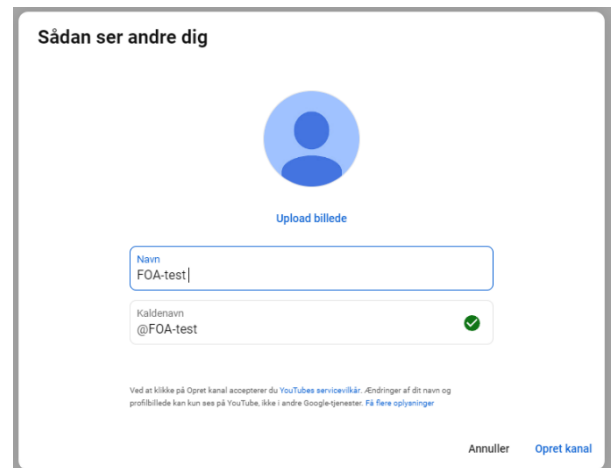 Sådan ser andre dig
Upload billede
Navn
FOA-test
Kaldenavn
@FOA-test
Ved at klikke på Opret kanal accepterer du YouTubes servicevilkår. Ændringer af dit navn og
profilbillede kan kun ses på YouTube, ikke i andre Google-tjenester. Få flere oplysninger
Annuller Opret kanal